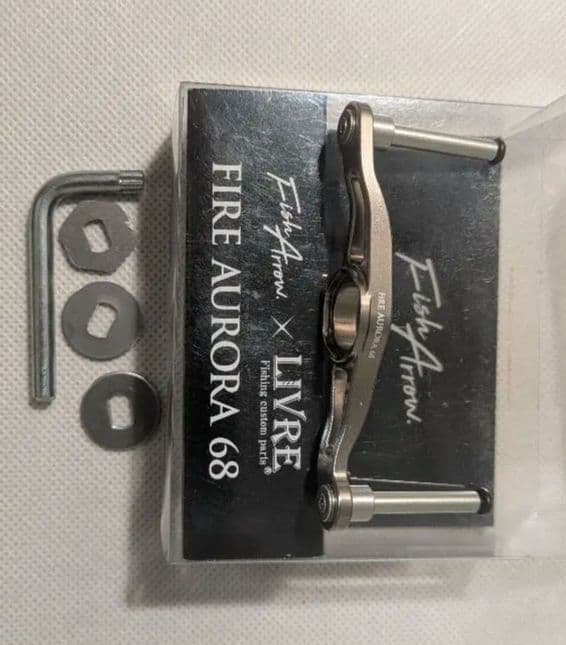 Fish Arrow.
Fish Arrow. × LIVRE
Fishing custom parts®
FIRE AURORA 68
FIRE AURORA 68